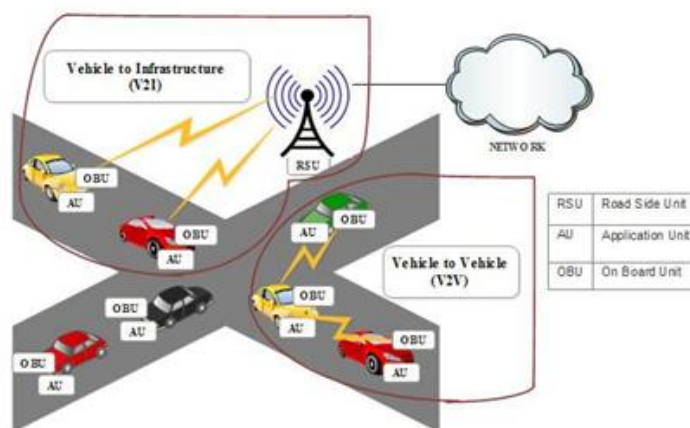 Vehicle to Infrastructure
(V2I)
RSU
NETWORK
OBU
AU
OBU
AU
AU
OBU
RSU
Road Side Unit
AU
Application Unit
OBU
On Board Unit
Vehicle to Vehicle
(V2V)
OBU
AU
OBU
AU
OBU
AU
OBU
AU